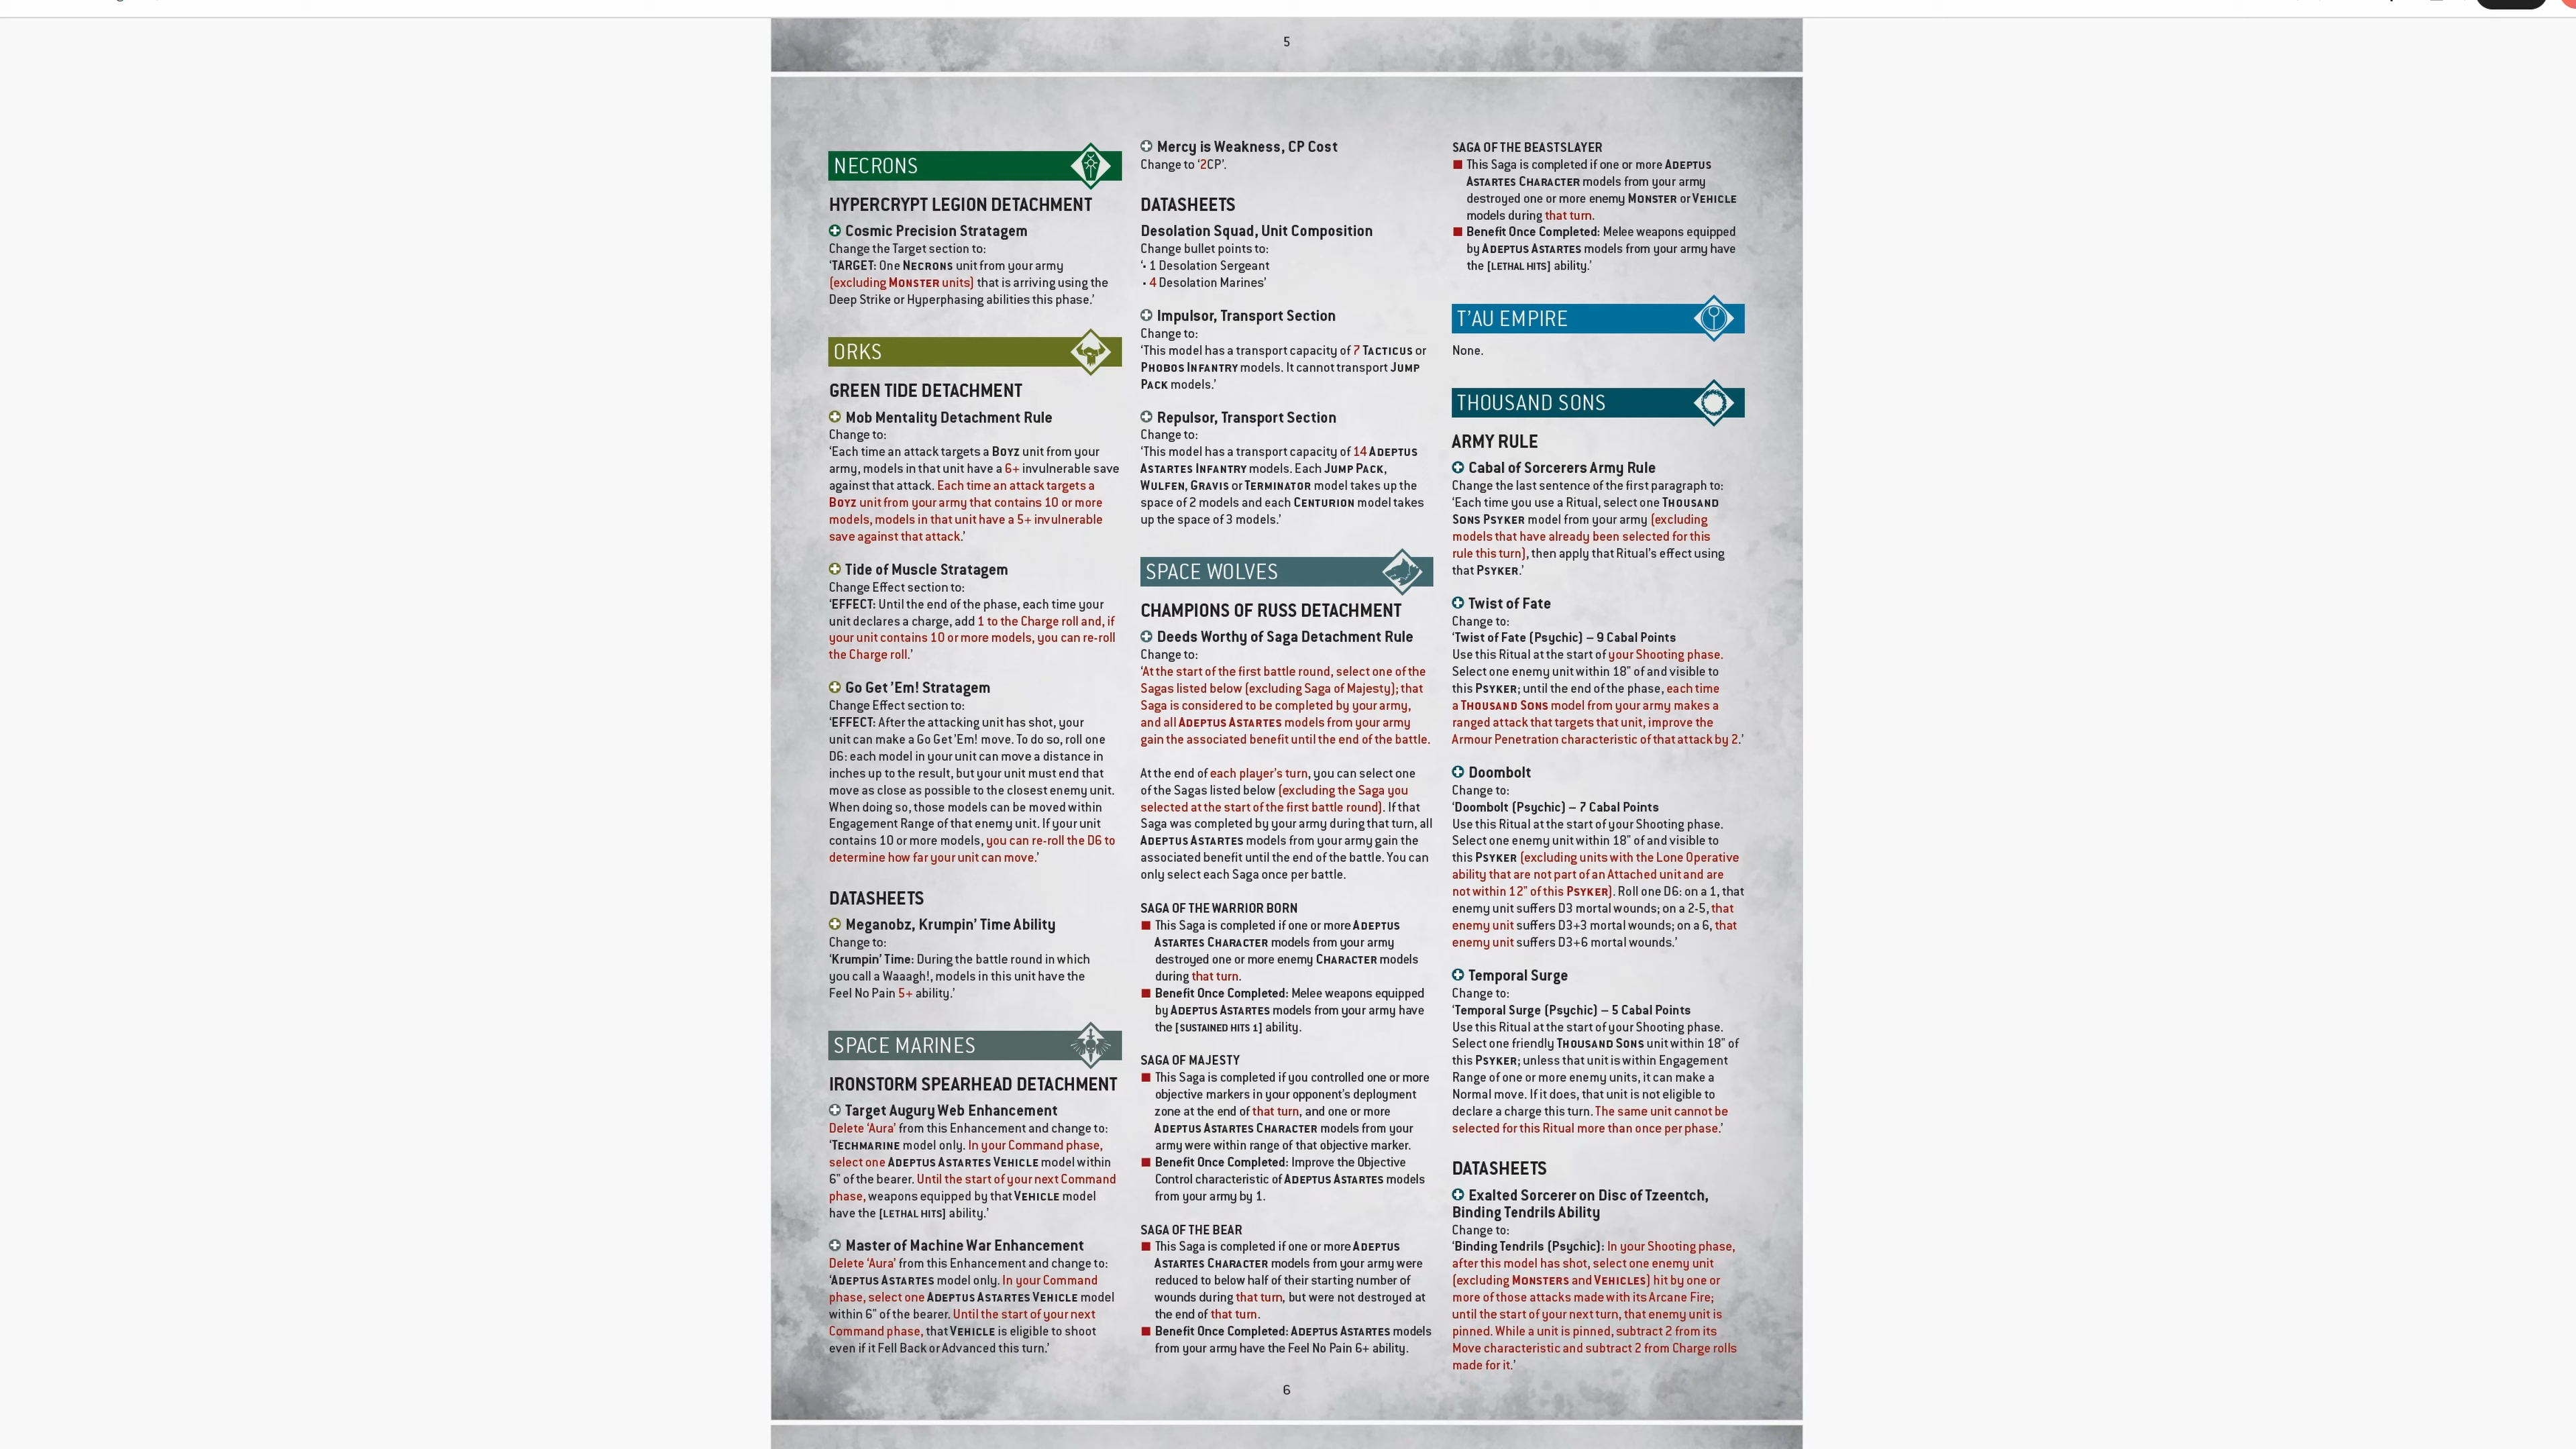 5
NECRONS
HYPERCRYPT LEGION DETACHMENT
Cosmic Precision Stratagem
Change the Target section to:
‘TARGET: One NECRONS unit from your army
(excluding MONSTER units) that is arriving using the
Deep Strike or Hyperphasing abilities this phase.’
ORKS
GREEN TIDE DETACHMENT
Mob Mentality Detachment Rule
Change to:
‘Each time an attack targets a BOYZ unit from your
army, models in that unit have a 6+ invulnerable save
against that attack. Each time an attack targets a
BOYZ unit from your army that contains 10 or more
models, models in that unit have a 5+ invulnerable
save against that attack.’
Tide of Muscle Stratagem
Change Effect section to:
‘EFFECT: Until the end of the phase, each time your
unit declares a charge, add 1 to the Charge roll and, if
your unit contains 10 or more models, you can re-roll
the Charge roll.’
Go Get ’Em! Stratagem
Change Effect section to:
‘EFFECT: After the attacking unit has shot, your
unit can make a Go Get ’Em! move. To do so, roll one
D6: each model in your unit can move a distance in
inches up to the result, but your unit must end that
move as close as possible to the closest enemy unit.
When doing so, those models can be moved within
Engagement Range of that enemy unit. If your unit
contains 10 or more models, you can re-roll the D6 to
determine how far your unit can move.’
DATASHEETS
Meganobz, Krumpin’ Time Ability
Change to:
‘Krumpin’ Time: During the battle round in which
you call a Waaagh!, models in this unit have the
Feel No Pain 5+ ability.’
SPACE MARINES
IRONSTORM SPEARHEAD DETACHMENT
Target Augury Web Enhancement
Delete ‘Aura’ from this Enhancement and change to:
‘TECHMARINE model only. In your Command phase,
select one ADEPTUS ASTARTES VEHICLE model within
6" of the bearer. Until the start of your next Command
phase, weapons equipped by that VEHICLE model
have the [LETHAL HITS] ability.’
Master of Machine War Enhancement
Delete ‘Aura’ from this Enhancement and change to:
‘ADEPTUS ASTARTES model only. In your Command
phase, select one ADEPTUS ASTARTES VEHICLE model
within 6" of the bearer. Until the start of your next
Command phase, that VEHICLE is eligible to shoot
even if it Fell Back or Advanced this turn.’
Mercy is Weakness, CP Cost
Change to ‘2CP’.
DATASHEETS
Desolation Squad, Unit Composition
Change bullet points to:
‘• 1 Desolation Sergeant
• 4 Desolation Marines’
Impulsor, Transport Section
Change to:
‘This model has a transport capacity of 7 TACTICUS or
PHOBOS INFANTRY models. It cannot transport JUMP
PACK models.’
Repulsor, Transport Section
Change to:
‘This model has a transport capacity of 14 ADEPTUS
ASTARTES INFANTRY models. Each JUMP PACK,
WULFEN, GRAVIS or TERMINATOR model takes up the
space of 2 models and each CENTURION model takes
up the space of 3 models.’
SPACE WOLVES
CHAMPIONS OF RUSS DETACHMENT
Deeds Worthy of Saga Detachment Rule
Change to:
‘At the start of the first battle round, select one of the
Sagas listed below (excluding Saga of Majesty); that
Saga is considered to be completed by your army,
and all ADEPTUS ASTARTES models from your army
gain the associated benefit until the end of the battle.
At the end of each player’s turn, you can select one
of the Sagas listed below (excluding the Saga you
selected at the start of the first battle round). If that
Saga was completed by your army during that turn, all
ADEPTUS ASTARTES models from your army gain the
associated benefit until the end of the battle. You can
only select each Saga once per battle.
SAGA OF THE WARRIOR BORN
■ This Saga is completed if one or more ADEPTUS
ASTARTES CHARACTER models from your army
destroyed one or more enemy CHARACTER models
during that turn.
■ Benefit Once Completed: Melee weapons equipped
by ADEPTUS ASTARTES models from your army have
the [SUSTAINED HITS 1] ability.
SAGA OF MAJESTY
■ This Saga is completed if you controlled one or more
objective markers in your opponent’s deployment
zone at the end of that turn, and one or more
ADEPTUS ASTARTES CHARACTER models from your
army were within range of that objective marker.
■ Benefit Once Completed: Improve the Objective
Control characteristic of ADEPTUS ASTARTES models
from your army by 1.
SAGA OF THE BEAR
■ This Saga is completed if one or more ADEPTUS
ASTARTES CHARACTER models from your army were
reduced to below half of their starting number of
wounds during that turn, but were not destroyed at
the end of that turn.
■ Benefit Once Completed: ADEPTUS ASTARTES models
from your army have the Feel No Pain 6+ ability.
SAGA OF THE BEASTSLAYER
■ This Saga is completed if one or more ADEPTUS
ASTARTES CHARACTER models from your army
destroyed one or more enemy MONSTER or VEHICLE
models during that turn.
■ Benefit Once Completed: Melee weapons equipped
by ADEPTUS ASTARTES models from your army have
the [LETHAL HITS] ability.’
T’AU EMPIRE
None.
THOUSAND SONS
ARMY RULE
Cabal of Sorcerers Army Rule
Change the last sentence of the first paragraph to:
‘Each time you use a Ritual, select one THOUSAND
SONS PSYKER model from your army (excluding
models that have already been selected for this
rule this turn), then apply that Ritual’s effect using
that PSYKER.’
Twist of Fate
Change to:
‘Twist of Fate (Psychic) – 9 Cabal Points
Use this Ritual at the start of your Shooting phase.
Select one enemy unit within 18" of and visible to
this PSYKER; until the end of the phase, each time
a THOUSAND SONS model from your army makes a
ranged attack that targets that unit, improve the
Armour Penetration characteristic of that attack by 2.’
Doombolt
Change to:
‘Doombolt (Psychic) – 7 Cabal Points
Use this Ritual at the start of your Shooting phase.
Select one enemy unit within 18" of and visible to
this PSYKER (excluding units with the Lone Operative
ability that are not part of an Attached unit and are
not within 12" of this PSYKER). Roll one D6: on a 1, that
enemy unit suffers D3 mortal wounds; on a 2-5, that
enemy unit suffers D3+3 mortal wounds; on a 6, that
enemy unit suffers D3+6 mortal wounds.’
Temporal Surge
Change to:
‘Temporal Surge (Psychic) – 5 Cabal Points
Use this Ritual at the start of your Shooting phase.
Select one friendly THOUSAND SONS unit within 18" of
this PSYKER; unless that unit is within Engagement
Range of one or more enemy units, it can make a
Normal move. If it does, that unit is not eligible to
declare a charge this turn. The same unit cannot be
selected for this Ritual more than once per phase.’
DATASHEETS
Exalted Sorcerer on Disc of Tzeentch,
Binding Tendrils Ability
Change to:
‘Binding Tendrils (Psychic): In your Shooting phase,
after this model has shot, select one enemy unit
(excluding MONSTERS and VEHICLES) hit by one or
more of those attacks made with its Arcane Fire;
until the start of your next turn, that enemy unit is
pinned. While a unit is pinned, subtract 2 from its
Move characteristic and subtract 2 from Charge rolls
made for it.’
6